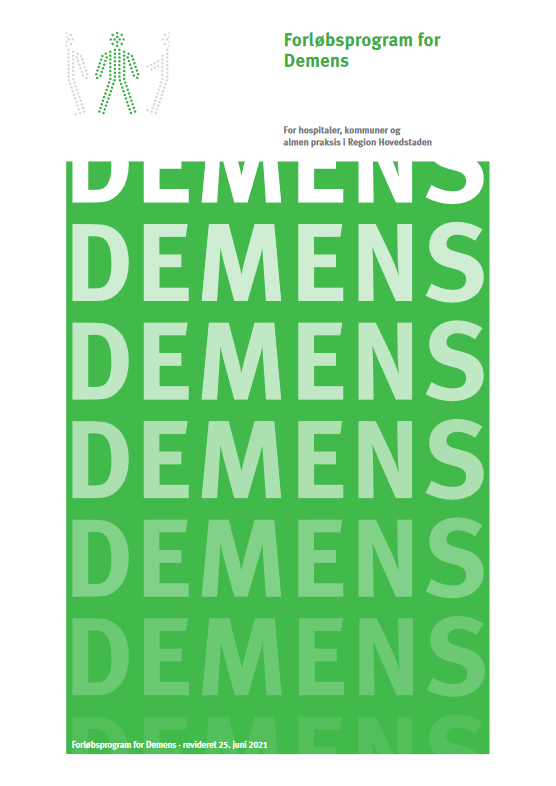 Forløbsprogram for
Demens
For hospitaler, kommuner og
almen praksis i Region Hovedstaden
DEMENS
DEMENS
DEMENS
DEMENS
DEMENS
DEMENS
DEMENS
Forløbsprogram for Demens - revideret 25. juni 2021